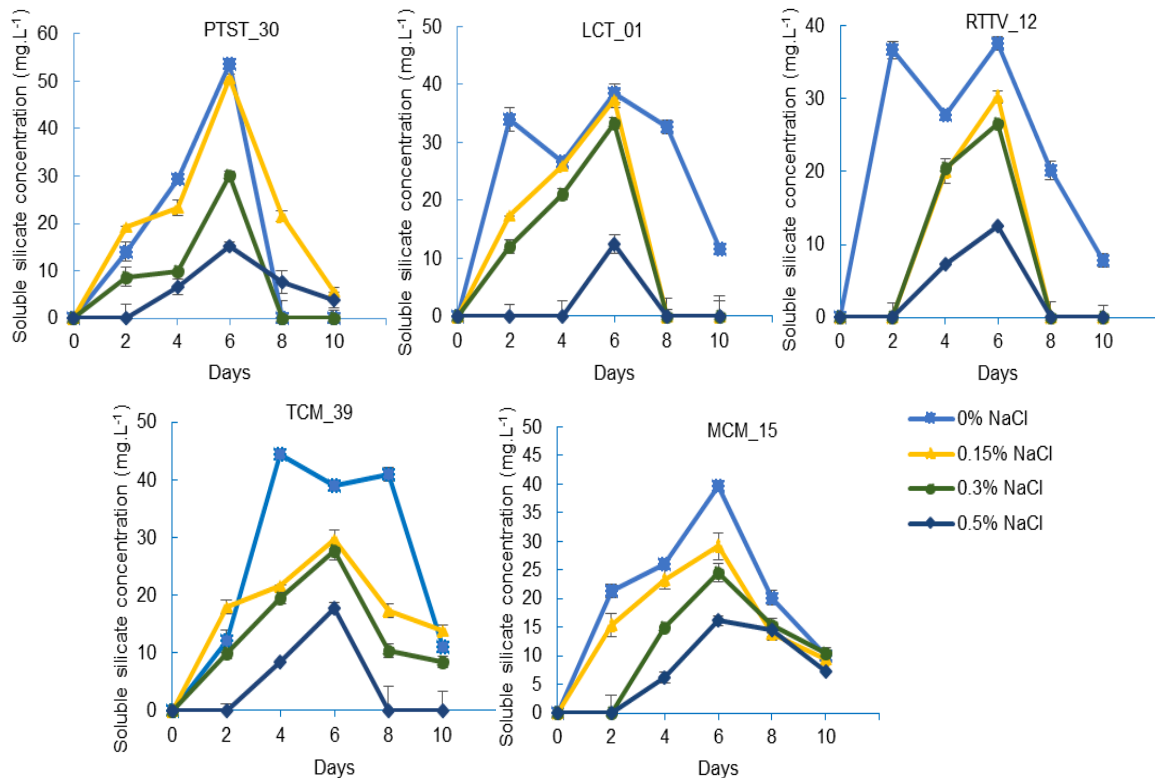 PTST_30
Soluble silicate concentration (mg.L-1)
60
50
40
30
20
10
0
0 2 4 6 8 10
Days
LCT_01
Soluble silicate concentration (mg.L-1)
50
40
30
20
10
0
0 2 4 6 8 10
Days
RTTV_12
Soluble silicate concentration (mg.L-1)
40
30
20
10
0
0 2 4 6 8 10
Days
TCM_39
Soluble silicate concentration (mg.L-1)
50
40
30
20
10
0
0 2 4 6 8 10
Days
MCM_15
Soluble silicate concentration (mg.L-1)
50
45
40
35
30
25
20
15
10
5
0
0 2 4 6 8 10
Days
0% NaCl
0.15% NaCl
0.3% NaCl
0.5% NaCl